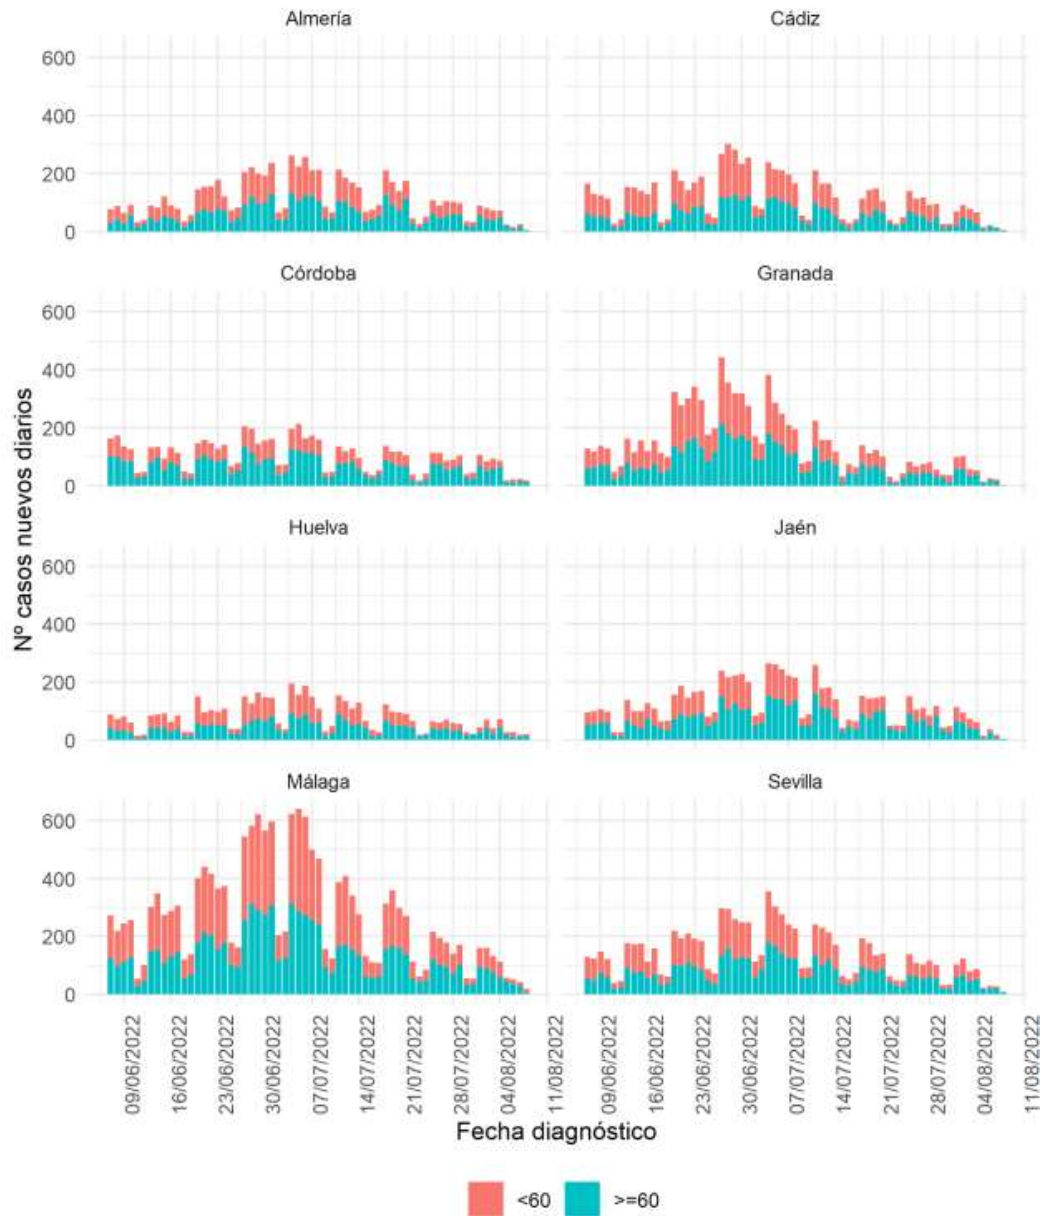 Almería Cádiz
600
400
200
0
Córdoba Granada
600
400
200
0
Huelva Jaén
600
400
200
0
Málaga Sevilla
600
400
200
0
Nº casos nuevos diarios
09/06/2022 16/06/2022 23/06/2022 30/06/2022 07/07/2022 14/07/2022 21/07/2022 28/07/2022 04/08/2022 11/08/2022 09/06/2022 16/06/2022 23/06/2022 30/06/2022 07/07/2022 14/07/2022 21/07/2022 28/07/2022 04/08/2022 11/08/2022
Fecha diagnóstico
<60 >=60